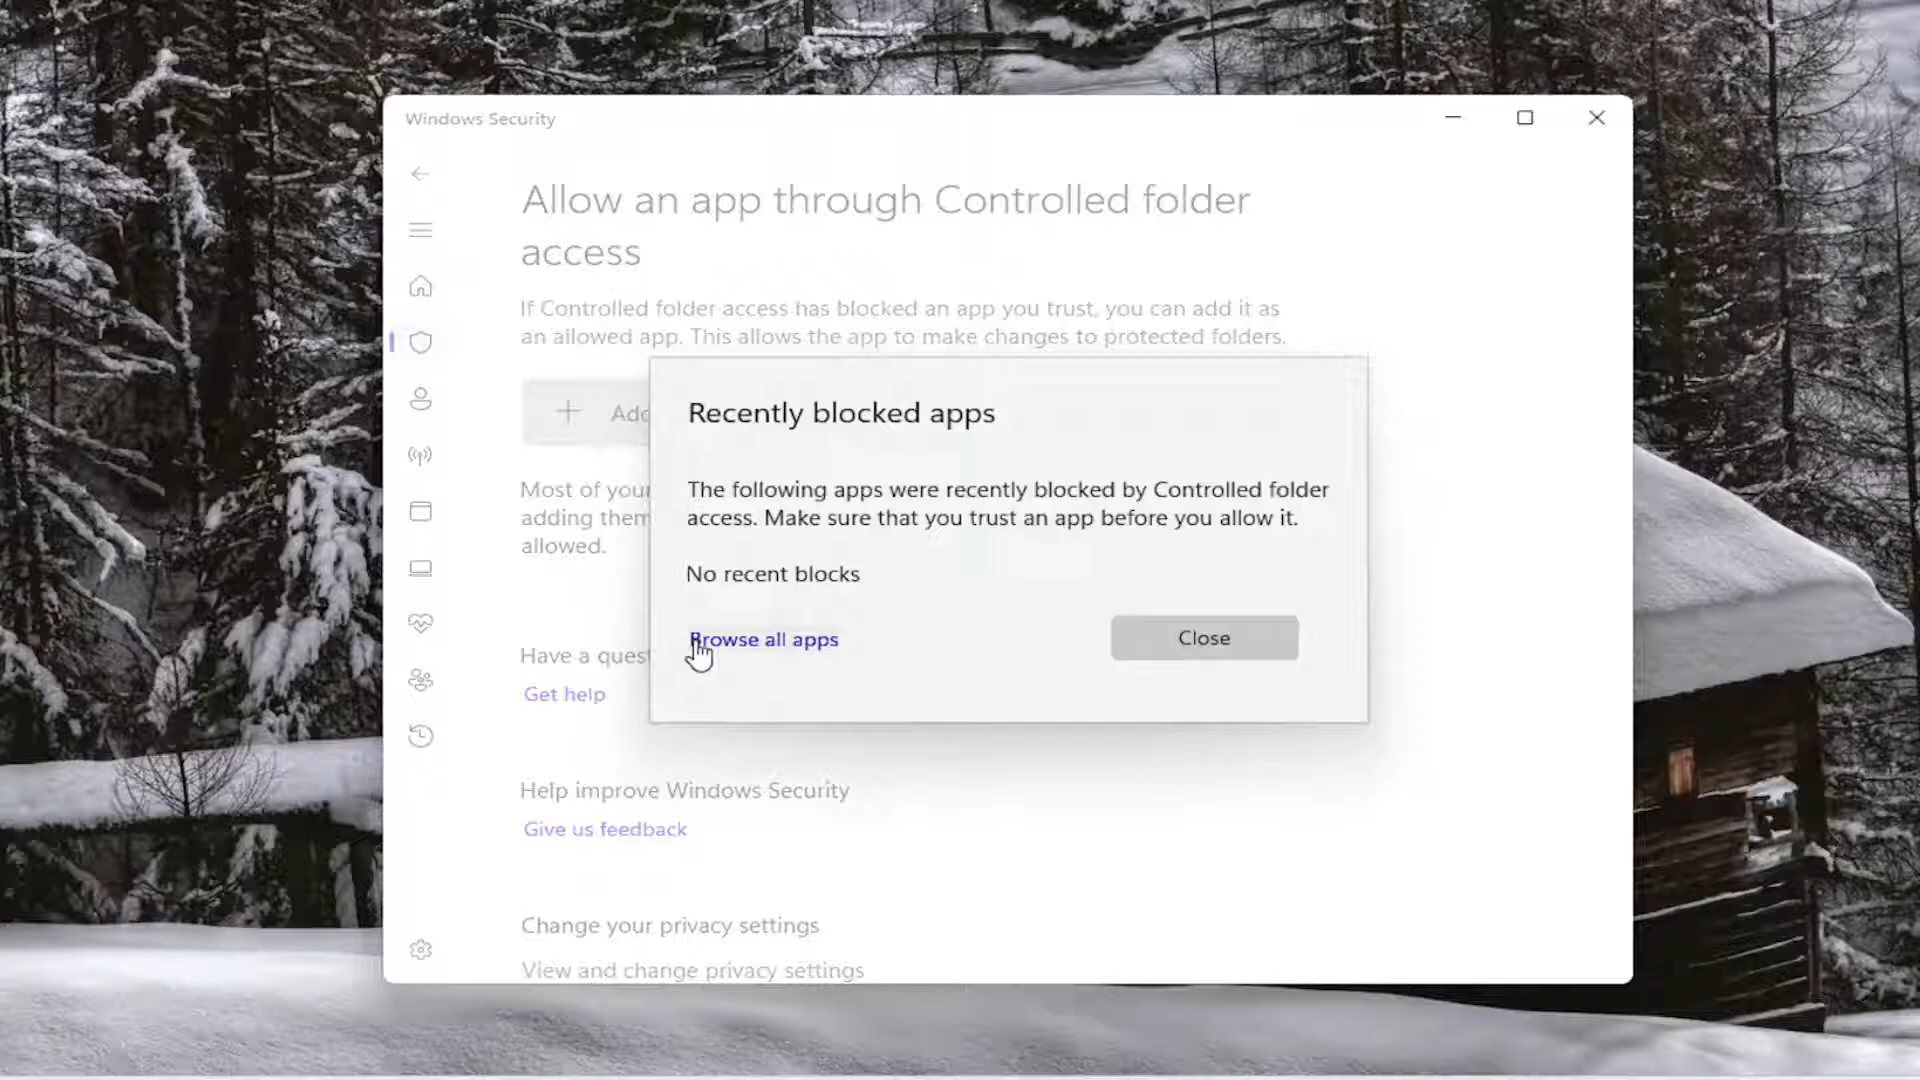 Windows Security
Allow an app through Controlled folder
access
If Controlled folder access has blocked an app you trust, you can add it as
an allowed app. This allows the app to make changes to protected folders.
Recently blocked apps
The following apps were recently blocked by Controlled folder
access. Make sure that you trust an app before you allow it.
No recent blocks
Browse all apps
Close
Most of your
adding them
allowed.
Have a
Get help
Help improve Windows Security
Give us feedback
Change your privacy settings
View and change privacy settings